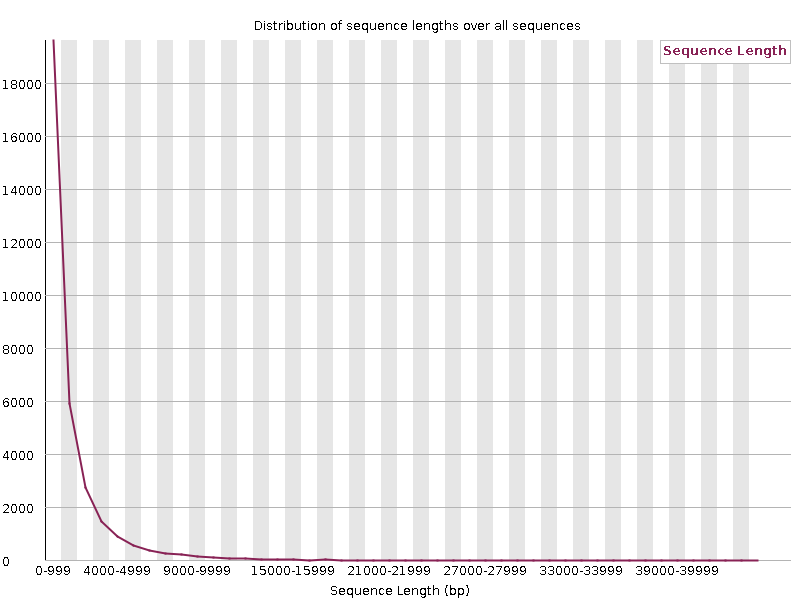 Distribution of sequence lengths over all sequences
Sequence Length
18000
16000
14000
12000
10000
8000
6000
4000
2000
0
0-999 4000-4999 9000-9999 15000-15999 21000-21999 27000-27999 33000-33999 39000-39999
Sequence Length (bp)